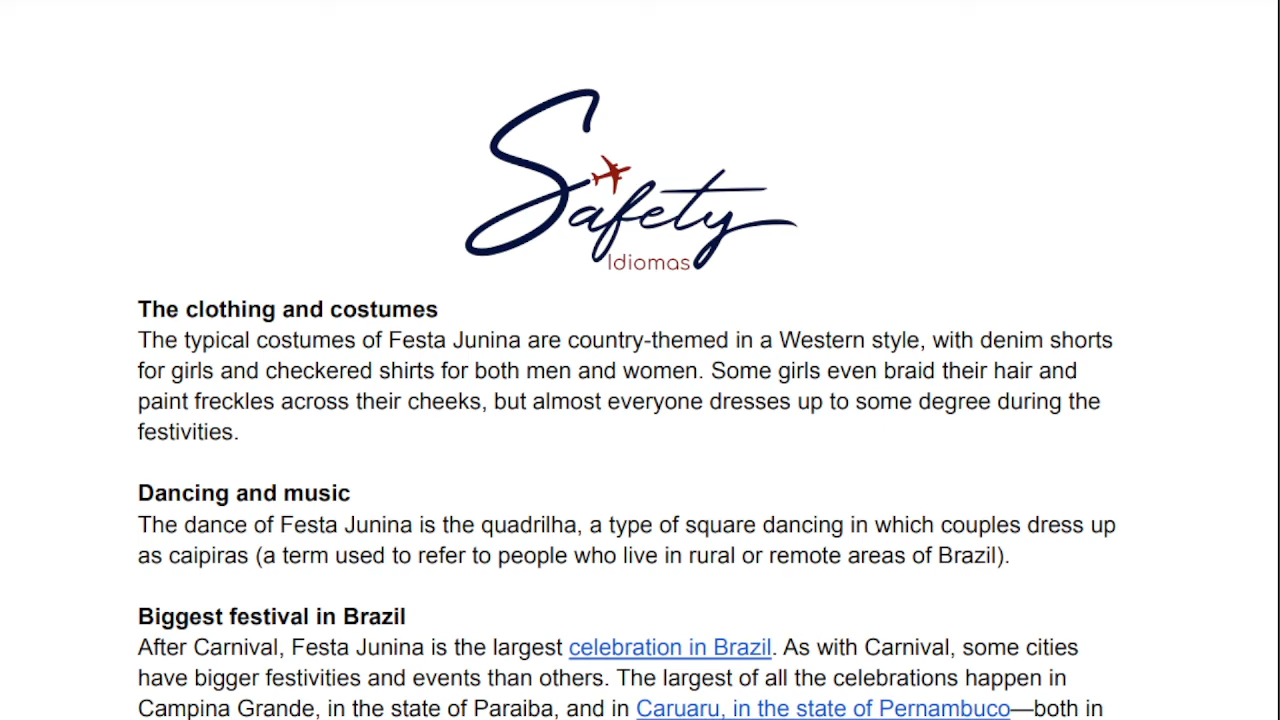 Safety
Idiomas
The clothing and costumes
The typical costumes of Festa Junina are country-themed in a Western style, with denim shorts
for girls and checkered shirts for both men and women. Some girls even braid their hair and
paint freckles across their cheeks, but almost everyone dresses up to some degree during the
festivities.
Dancing and music
The dance of Festa Junina is the quadrilha, a type of square dancing in which couples dress up
as caipiras (a term used to refer to people who live in rural or remote areas of Brazil).
Biggest festival in Brazil
After Carnival, Festa Junina is the largest celebration in Brazil. As with Carnival, some cities
have bigger festivities and events than others. The largest of all the celebrations happen in
Campina Grande, in the state of Paraiba, and in Caruaru, in the state of Pernambuco—both in